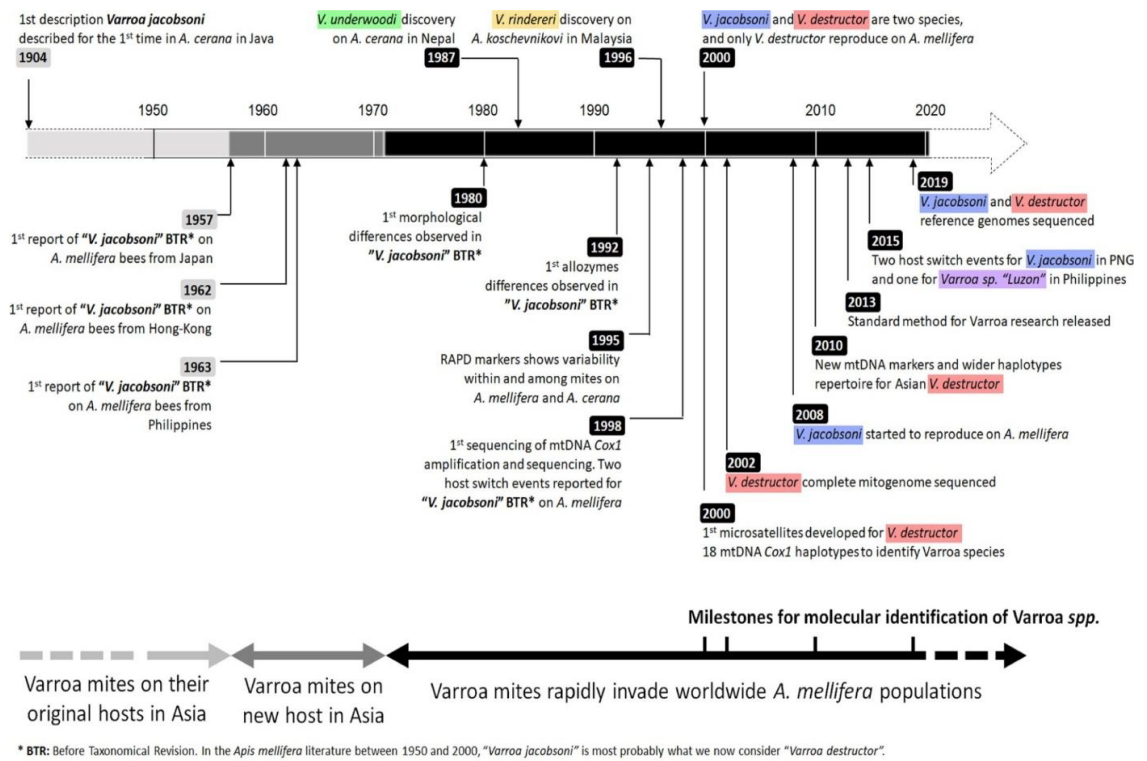 1st description Varroa jacobsoni
described for the 1st time in A. cerana in Java
1904
V. underwoodi discovery
on A. cerana in Nepal
1987
V. rindereri discovery on
A. koschevnikovi in Malaysia
1996
V. jacobsoni and V. destructor are two species,
and only V. destructor reproduce on A. mellifera
2000
1950 1960 1970 1980 1990 2010 2020
1957
1st report of "V. jacobsoni" BTR* on
A. mellifera bees from Japan
1962
1st report of "V. jacobsoni" BTR* on
A. mellifera bees from Hong-Kong
1963
1st report of "V. jacobsoni" BTR*
on A. mellifera bees from
Philippines
1980
1st morphological
differences observed in
"V. jacobsoni" BTR*
1992
1st allozymes
differences observed in
"V. jacobsoni" BTR*
1995
RAPD markers shows variability
within and among mites on
A. mellifera and A. cerana
1998
1st sequencing of mtDNA Cox1
amplification and sequencing. Two
host switch events reported for
"V. jacobsoni" BTR* on A. mellifera
2019
V. jacobsoni and V. destructor
reference genomes sequenced
2015
Two host switch events for V. jacobsoni in PNG
and one for Varroa sp. "Luzon" in Philippines
2013
Standard method for Varroa research released
2010
New mtDNA markers and wider haplotypes
repertoire for Asian V. destructor
2008
V. jacobsoni started to reproduce on A. mellifera
2002
V. destructor complete mitogenome sequenced
2000
1st microsatellites developed for V. destructor
18 mtDNA Cox1 haplotypes to identify Varroa species
Milestones for molecular identification of Varroa spp.
Varroa mites on their
original hosts in Asia
Varroa mites on
new host in Asia
Varroa mites rapidly invade worldwide A. mellifera populations
* BTR: Before Taxonomical Revision. In the Apis mellifera literature between 1950 and 2000, "Varroa jacobsoni" is most probably what we now consider "Varroa destructor".